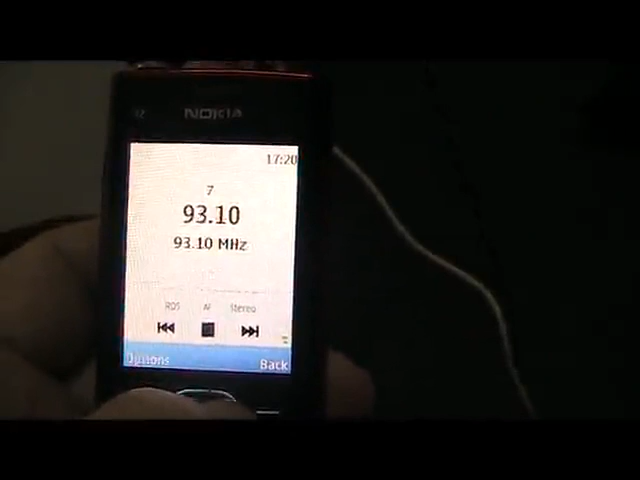 NOKIA
17:20
7
93.10
93.10 MHz
RDS AF Stereo
Options Back